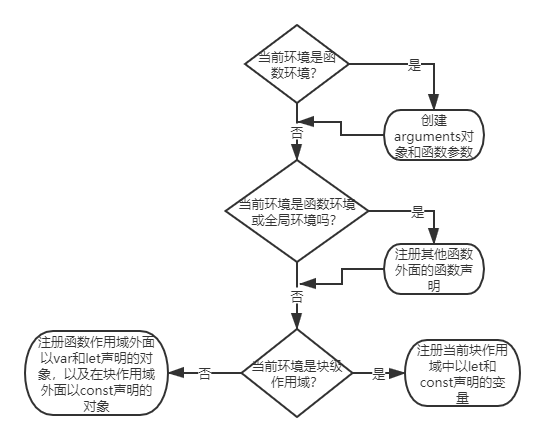 当前环境是函
数环境?
是
创建
arguments对
象和函数参数
否
当前环境是函数环境
或全局环境吗?
是
注册其他函数
外面的函数声
明
否
当前环境是块级
作用域?
否
是
注册函数作用域外面
以var和let声明的对
象，以及在块作用域
外面以const声明的
对象
注册当前块作用
域中以let和
const声明的变
量